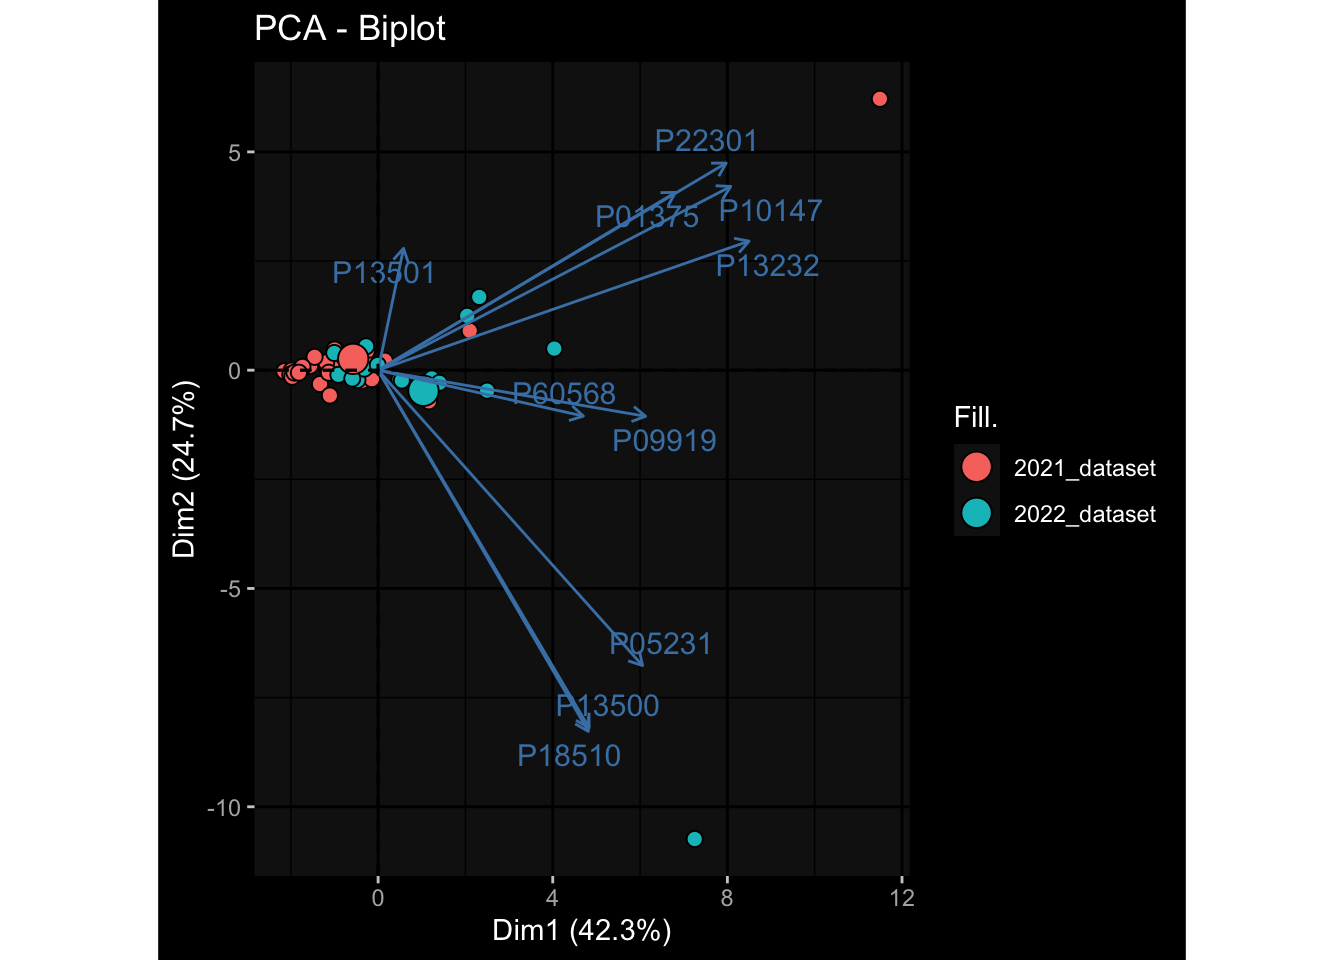 PCA - Biplot
P22301
P01375
P10147
P13501
P13232
P60568
P09919
P05231
P13500
P18510
5
0
-5
-10
0
4
8
12
Dim1 (42.3%)
Dim2 (24.7%)
Fill.
2021_dataset
2022_dataset